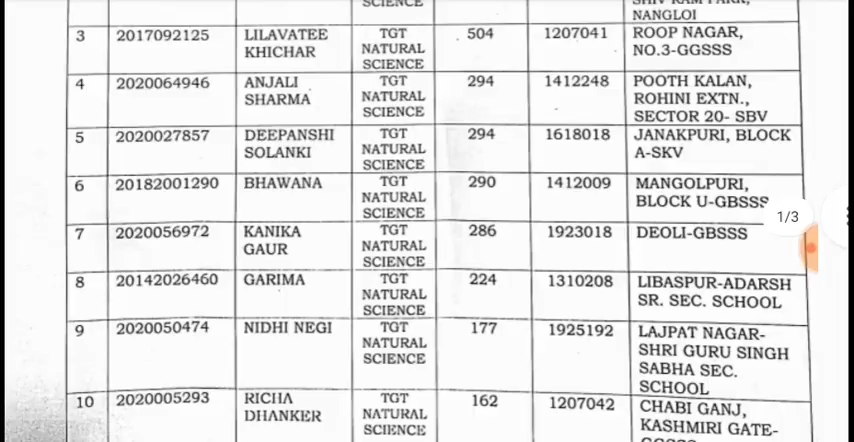 SCIENCE
NANGLOI
3 2017092125 LILAVATEE KHICHAR TGT NATURAL SCIENCE 504 1207041 ROOP NAGAR, NO.3-GGSSS
4 2020064946 ANJALI SHARMA TGT NATURAL SCIENCE 294 1412248 POOTH KALAN, ROHINI EXTN., SECTOR 20- SBV
5 2020027857 DEEPANSHI SOLANKI TGT NATURAL SCIENCE 294 1618018 JANAKPURI, BLOCK A-SKV
6 20182001290 BHAWANA TGT NATURAL SCIENCE 290 1412009 MANGOLPURI, BLOCK U-GBSSS
1/3
7 2020056972 KANIKA GAUR TGT NATURAL SCIENCE 286 1923018 DEOLI-GBSSS
8 20142026460 GARIMA TGT NATURAL SCIENCE 224 1310208 LIBASPUR-ADARSH SR. SEC. SCHOOL
9 2020050474 NIDHI NEGI TGT NATURAL SCIENCE 177 1925192 LAJPAT NAGAR- SHRI GURU SINGH SABHA SEC. SCHOOL
10 2020005293 RICHA DHANKER TGT NATURAL SCIENCE 162 1207042 CHABI GANJ, KASHMIRI GATE-